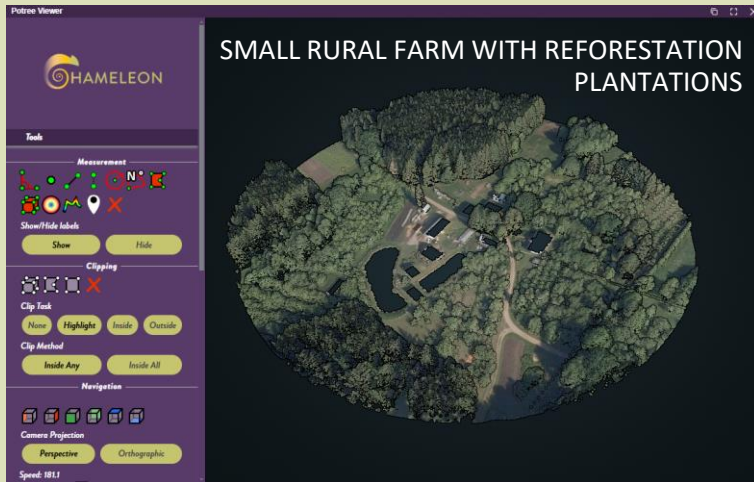 Potree Viewer
CHAMELEON
SMALL RURAL FARM WITH REFORESTATION
PLANTATIONS
Tools
Measurement
N°
Show/Hide labels
Show Hide
Clipping
Clip Task
None Highlight Inside Outside
Clip Method
Inside Any Inside All
Navigation
Camera Projection
Perspective Orthographic
Speed: 181.1